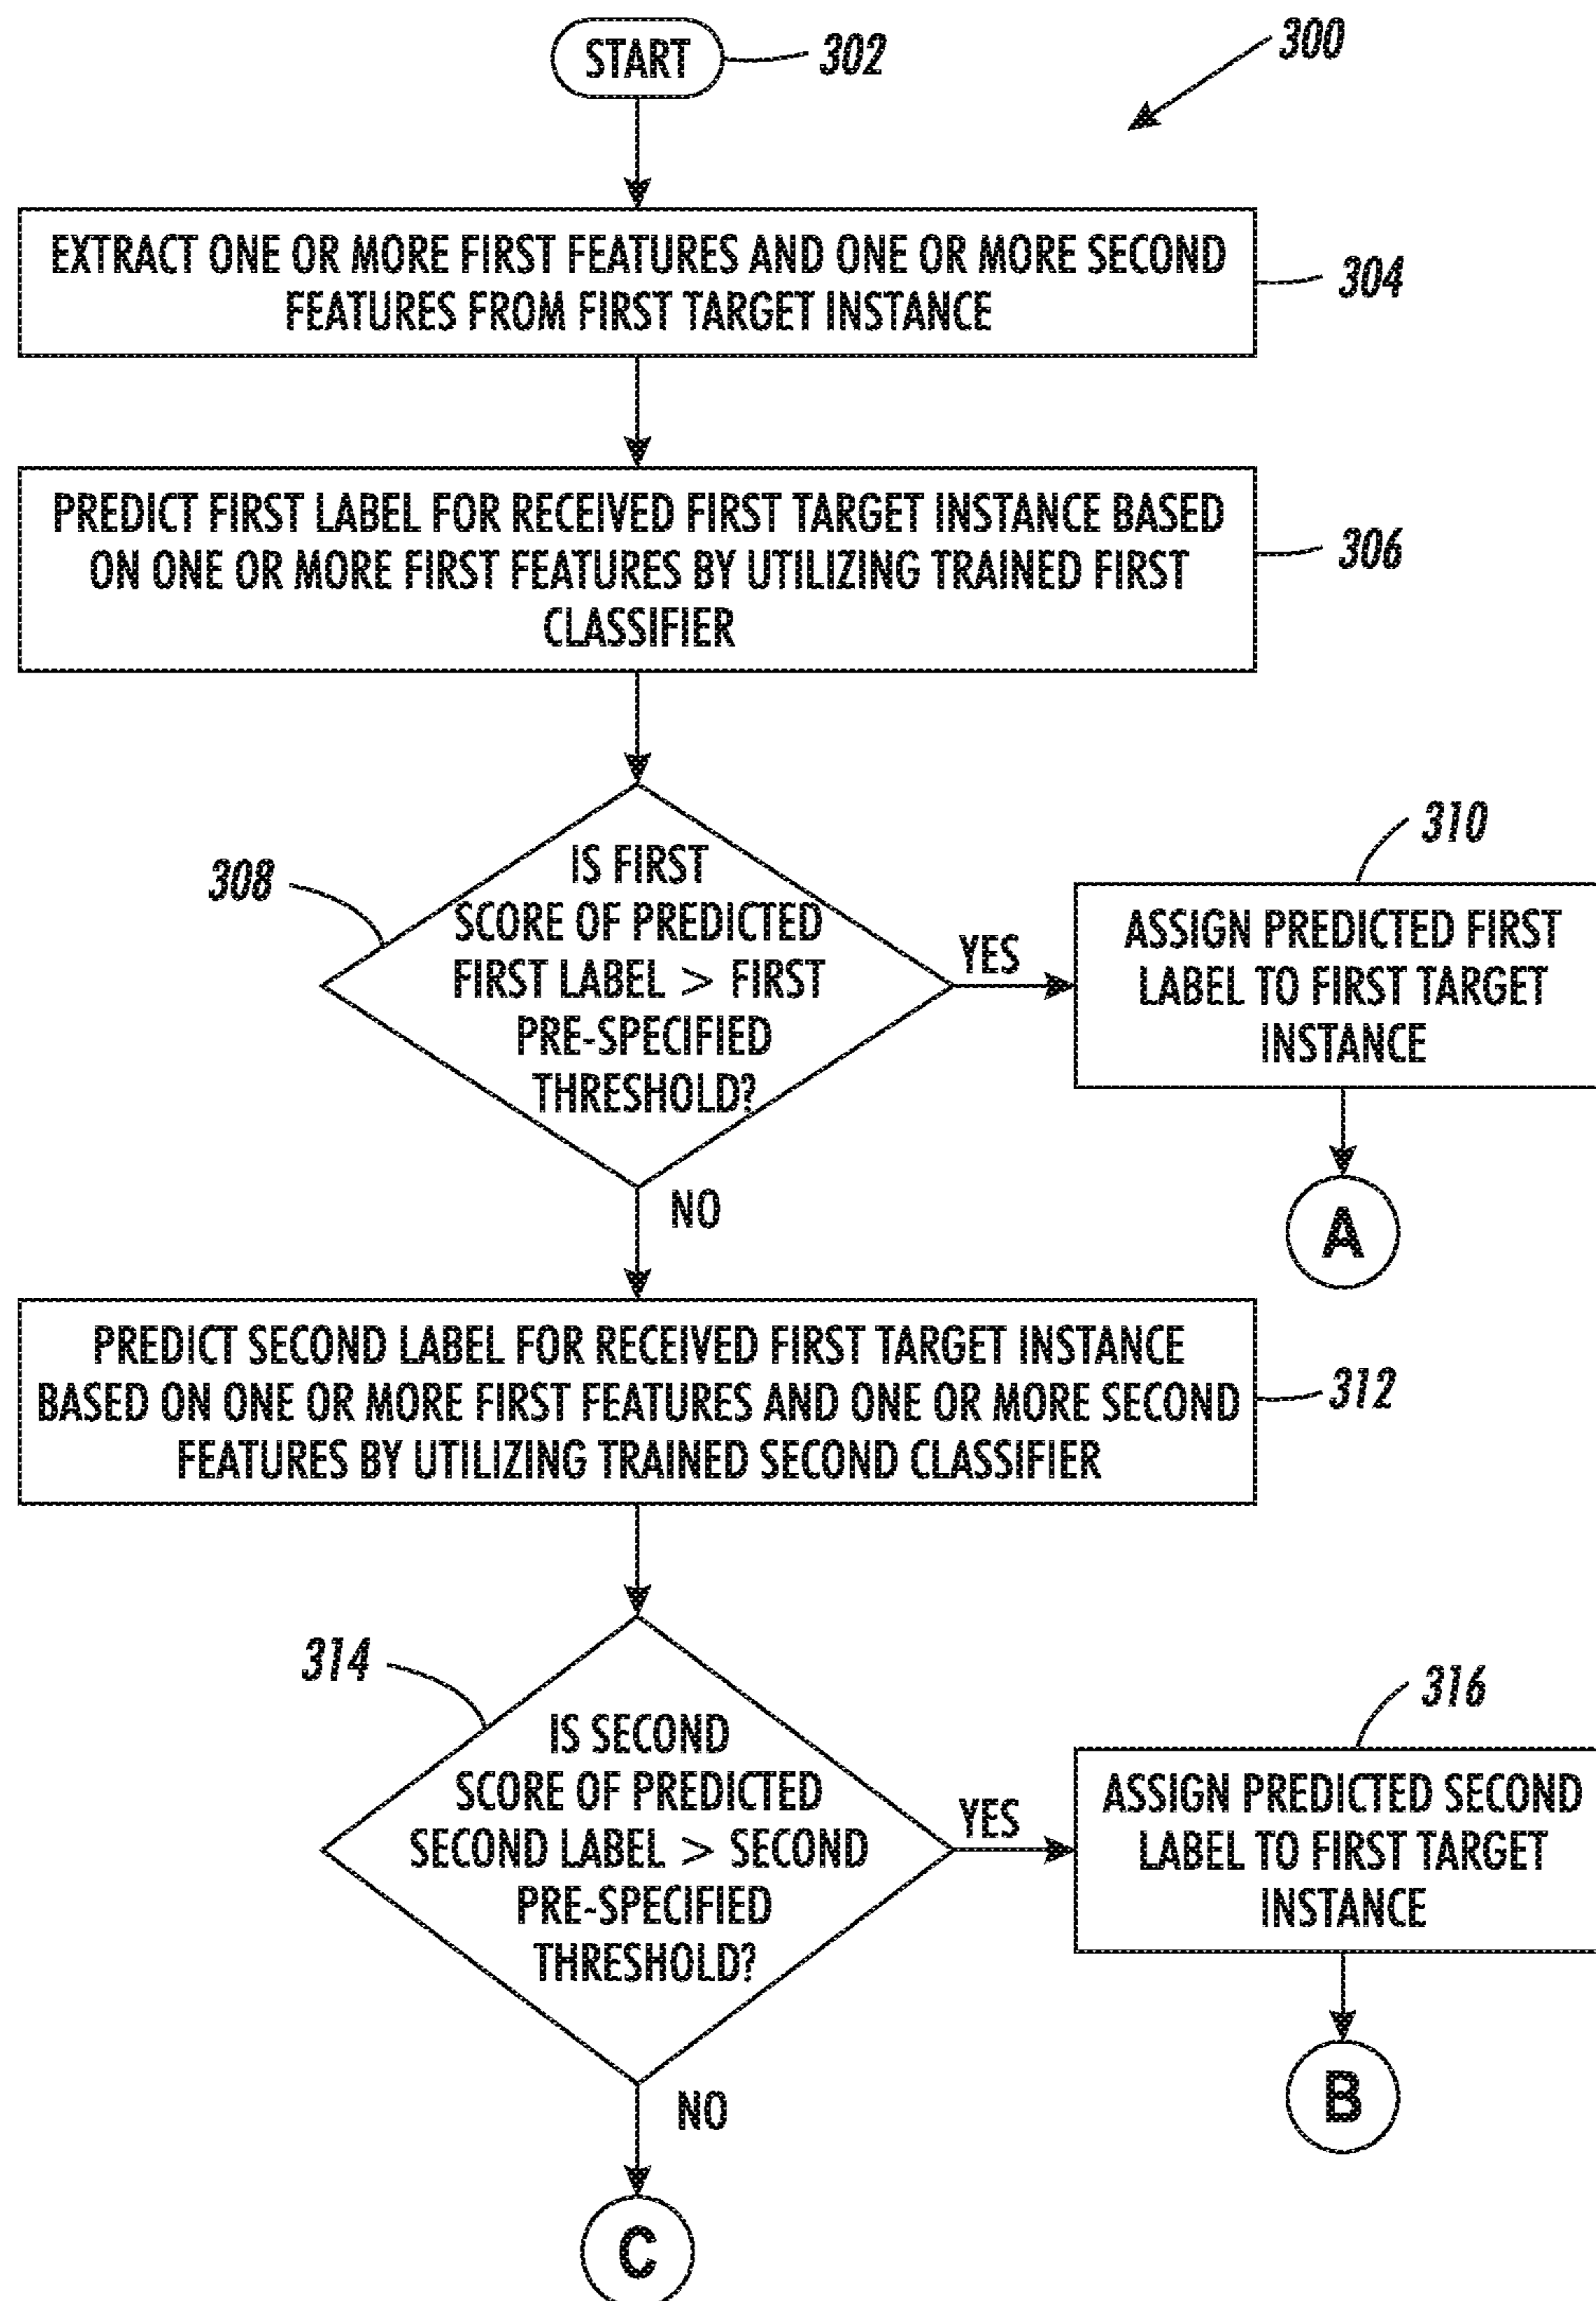 START
302
300
EXTRACT ONE OR MORE FIRST FEATURES AND ONE OR MORE SECOND
FEATURES FROM FIRST TARGET INSTANCE
304
PREDICT FIRST LABEL FOR RECEIVED FIRST TARGET INSTANCE BASED
ON ONE OR MORE FIRST FEATURES BY UTILIZING TRAINED FIRST
CLASSIFIER
306
308
IS FIRST
SCORE OF PREDICTED
FIRST LABEL > FIRST
PRE-SPECIFIED
THRESHOLD?
YES
310
ASSIGN PREDICTED FIRST
LABEL TO FIRST TARGET
INSTANCE
A
NO
PREDICT SECOND LABEL FOR RECEIVED FIRST TARGET INSTANCE
BASED ON ONE OR MORE FIRST FEATURES AND ONE OR MORE SECOND
FEATURES BY UTILIZING TRAINED SECOND CLASSIFIER
312
314
IS SECOND
SCORE OF PREDICTED
SECOND LABEL > SECOND
PRE-SPECIFIED
THRESHOLD?
YES
316
ASSIGN PREDICTED SECOND
LABEL TO FIRST TARGET
INSTANCE
B
NO
C